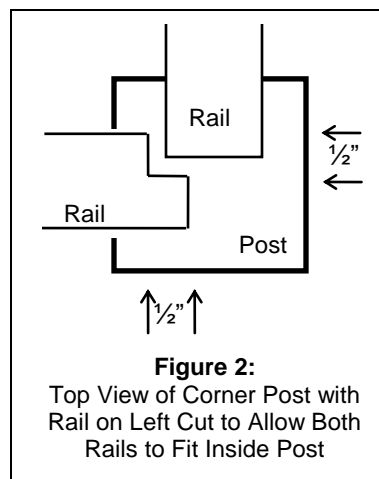 Rail
½”
Rail
Post
½”
Figure 2:
Top View of Corner Post with
Rail on Left Cut to Allow Both
Rails to Fit Inside Post